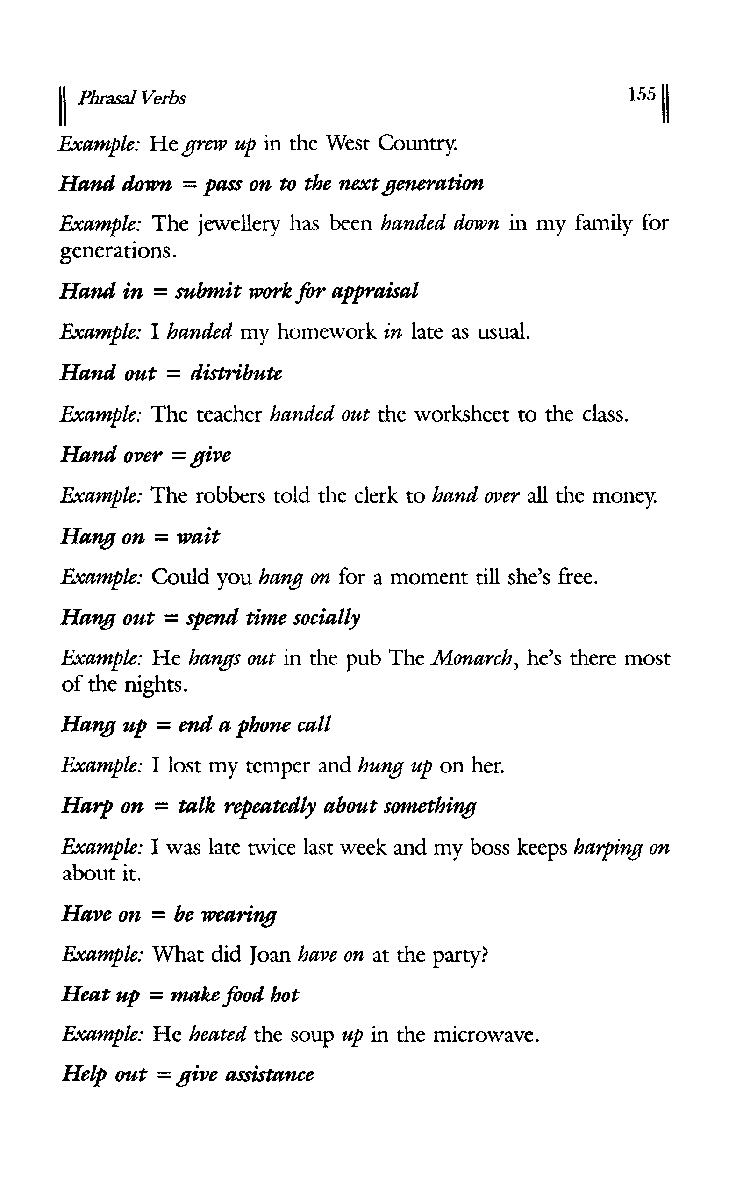 Phrasal Verbs 155
Example: He grew up in the West Country.
Hand down = pass on to the next generation
Example: The jewellery has been handed down in my family for
generations.
Hand in = submit work for appraisal
Example: I handed my homework in late as usual.
Hand out = distribute
Example: The teacher handed out the worksheet to the class.
Hand over = give
Example: The robbers told the clerk to hand over all the money.
Hang on = wait
Example: Could you hang on for a moment till she's free.
Hang out = spend time socially
Example: He hangs out in the pub The Monarch, he's there most
of the nights.
Hang up = end a phone call
Example: I lost my temper and hung up on her.
Harp on = talk repeatedly about something
Example: I was late twice last week and my boss keeps harping on
about it.
Have on = be wearing
Example: What did Joan have on at the party?
Heat up = make food hot
Example: He heated the soup up in the microwave.
Help out = give assistance